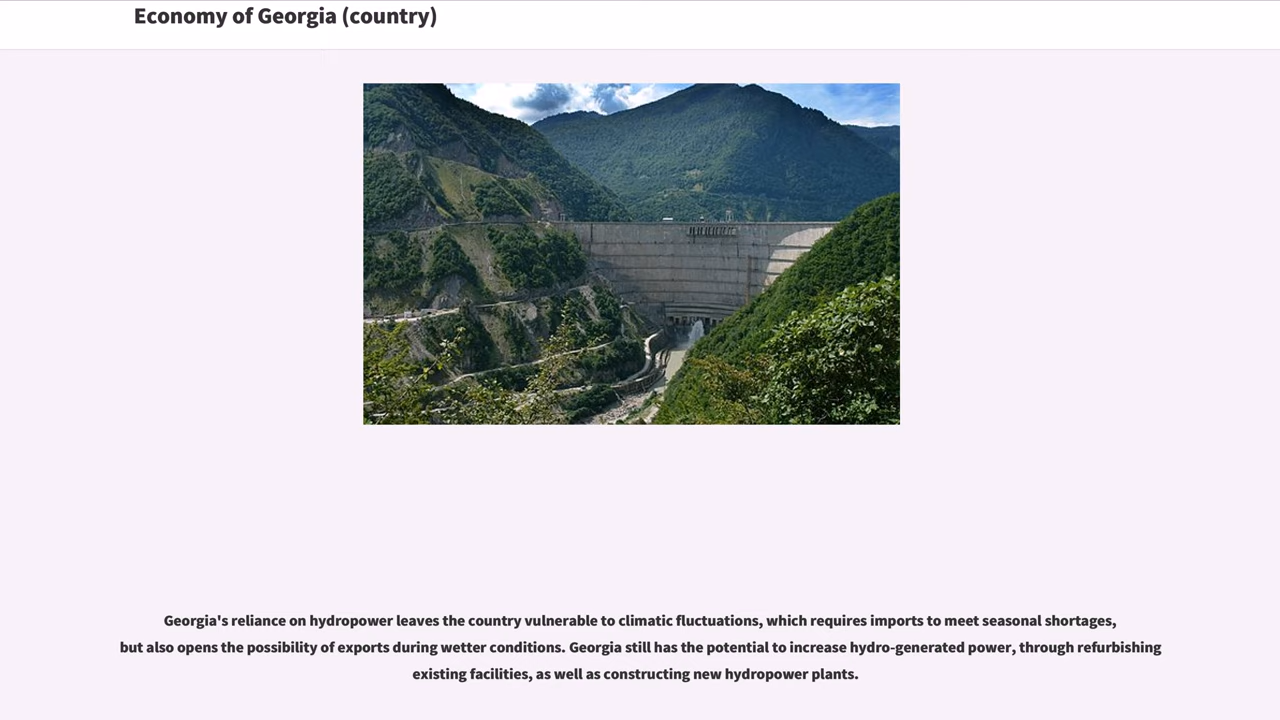 Economy of Georgia (country)
Georgia's reliance on hydropower leaves the country vulnerable to climatic fluctuations, which requires imports to meet seasonal shortages,
but also opens the possibility of exports during wetter conditions. Georgia still has the potential to increase hydro-generated power, through refurbishing
existing facilities, as well as constructing new hydropower plants.